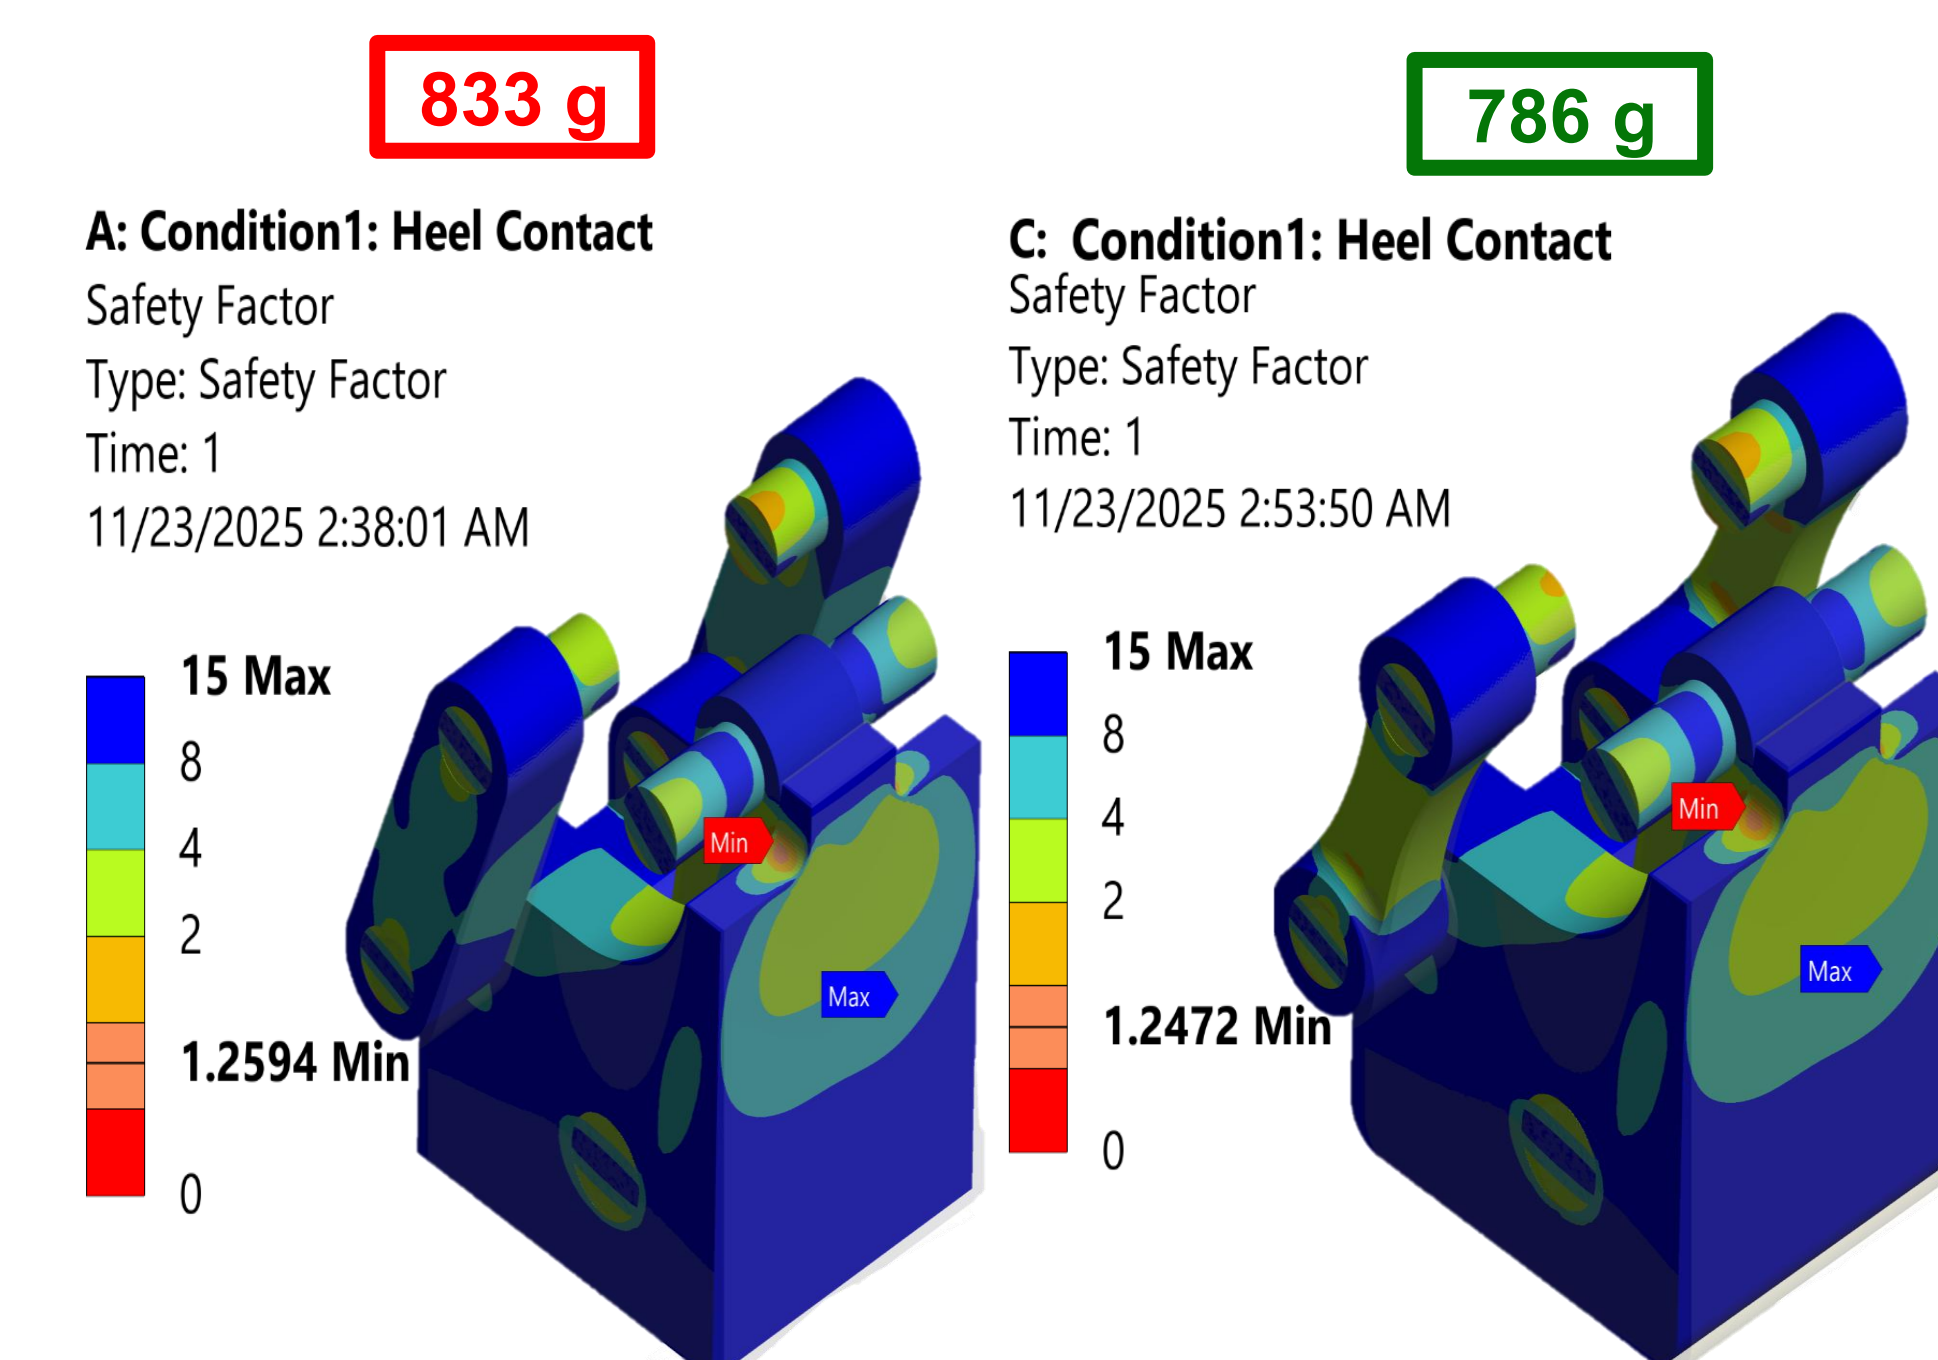 833 g
A: Condition1: Heel Contact
Safety Factor
Type: Safety Factor
Time: 1
11/23/2025 2:38:01 AM
15 Max
8
4
2
1.2594 Min
0
Min
Max
786 g
C: Condition1: Heel Contact
Safety Factor
Type: Safety Factor
Time: 1
11/23/2025 2:53:50 AM
15 Max
8
4
2
1.2472 Min
0
Min
Max